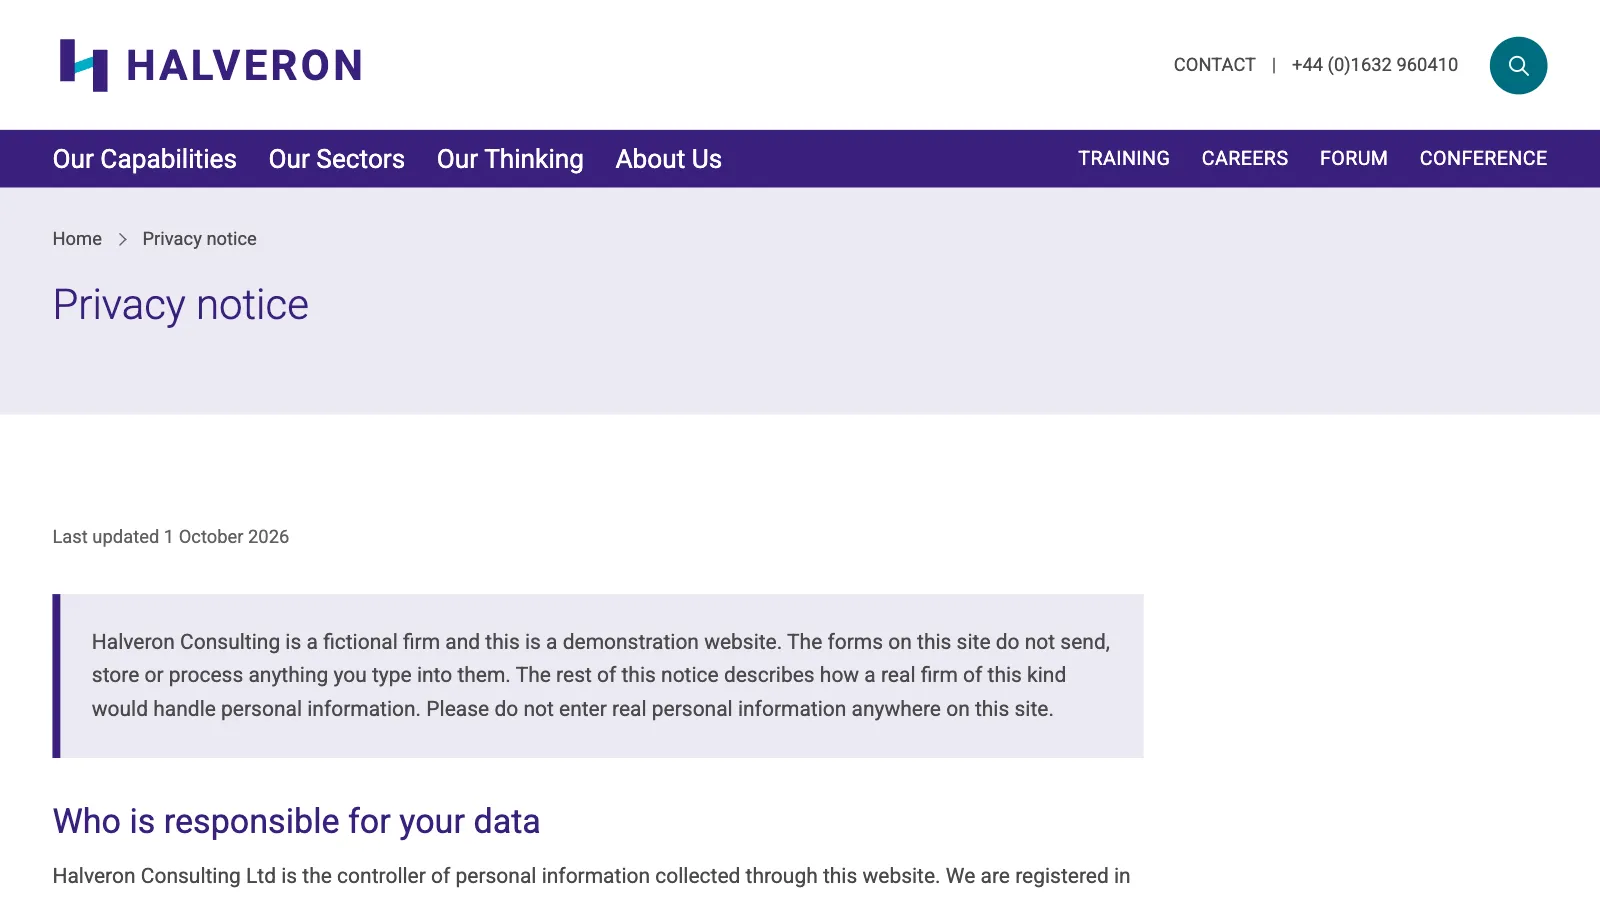 HALVERON
CONTACT | +44 (0)1632 960410
Our Capabilities Our Sectors Our Thinking About Us TRAINING CAREERS FORUM CONFERENCE
Home > Privacy notice
Privacy notice
Last updated 1 October 2026
Halveron Consulting is a fictional firm and this is a demonstration website. The forms on this site do not send,
store or process anything you type into them. The rest of this notice describes how a real firm of this kind
would handle personal information. Please do not enter real personal information anywhere on this site.
Who is responsible for your data
Halveron Consulting Ltd is the controller of personal information collected through this website. We are registered in